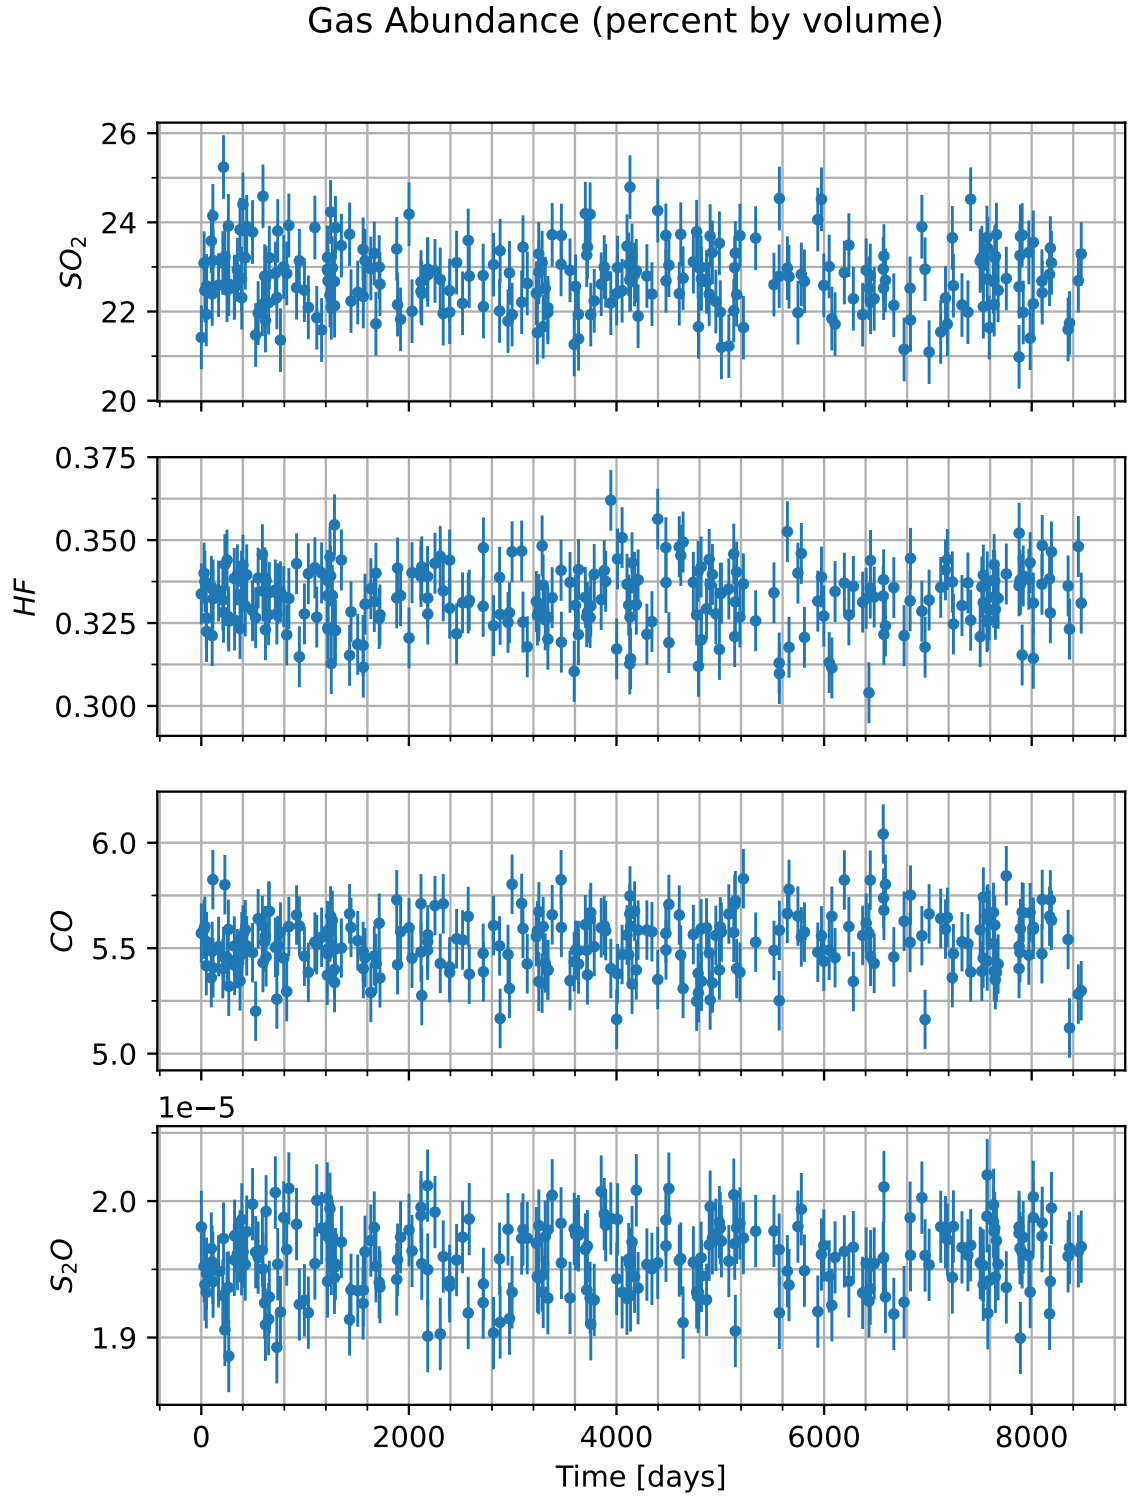 Gas Abundance (percent by volume)
26
24
22
20
SO2
0.375
0.350
0.325
0.300
HF
6.0
5.5
5.0
CO
1e−5
2.0
1.9
S2O
0 2000 4000 6000 8000
Time [days]